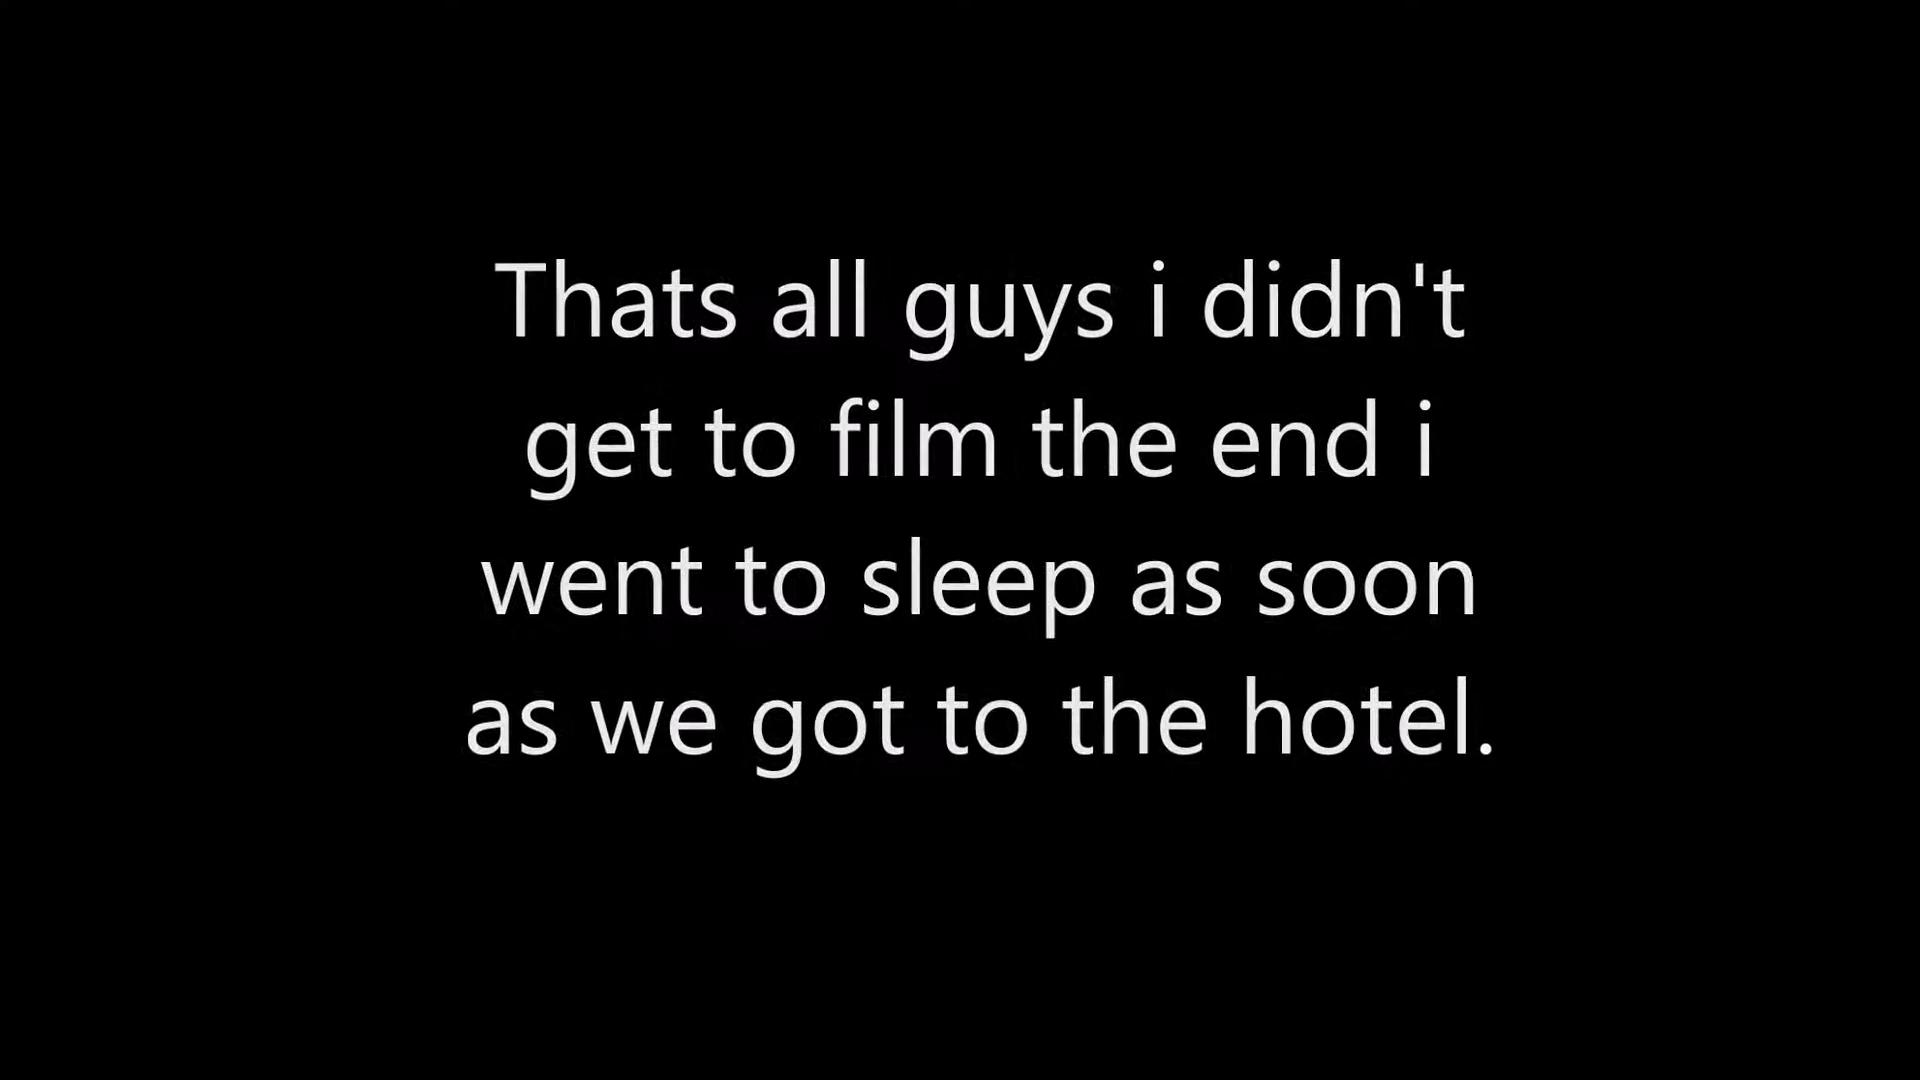 Thats all guys i didn't
get to film the end i
went to sleep as soon
as we got to the hotel.